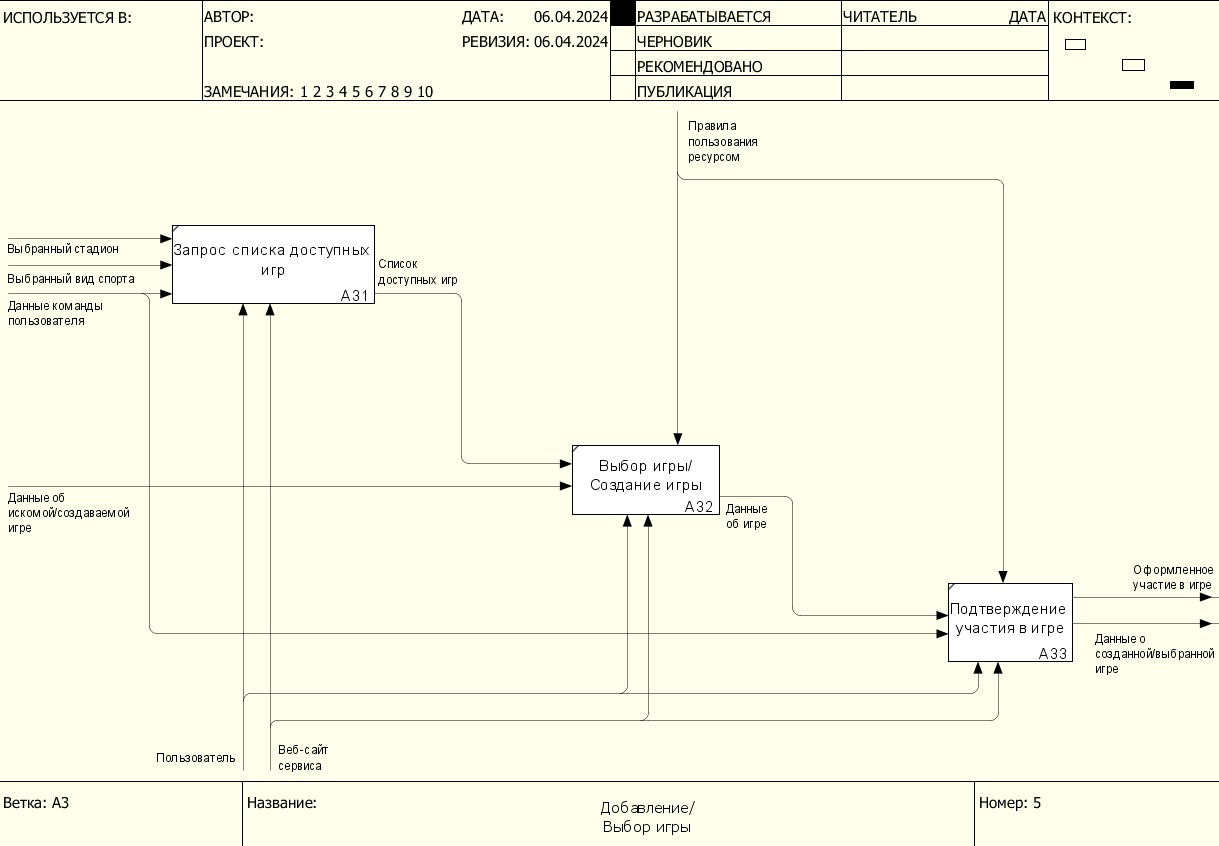 ИСПОЛЬЗУЕТСЯ В:
АВТОР:
ДАТА: 06.04.2024
РАЗРАБАТЫВАЕТСЯ
ЧИТАТЕЛЬ
ДАТА
КОНТЕКСТ:
ПРОЕКТ:
РЕВИЗИЯ: 06.04.2024
ЧЕРНОВИК
РЕКОМЕНДОВАНО
ЗАМЕЧАНИЯ: 1 2 3 4 5 6 7 8 9 10
ПУБЛИКАЦИЯ
Правила
пользования
ресурсом
Выбранный стадион
Выбранный вид спорта
Данные команды
пользователя
Запрос списка доступных
игр
A31
Список
доступных игр
Выбор игры/
Создание игры
A32
Данные об
искомой/создаваемой
игре
Данные
об игре
Подтверждение
участия в игре
A33
Оформленное
участие в игре
Данные о
созданной/выбранной
игре
Пользователь
Веб-сайт
сервиса
Ветка: A3
Название:
Добавление/
Выбор игры
Номер: 5